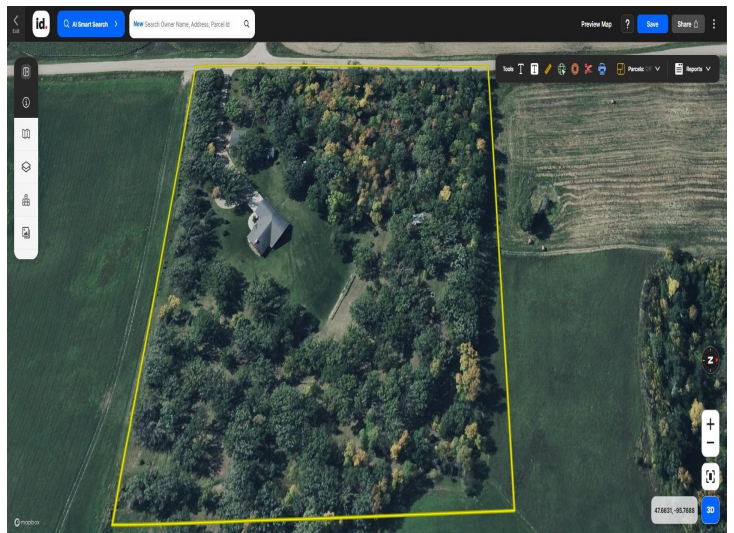 Exit
id.
AI Smart Search
New Search Owner Name, Address, Parcel Id
Preview Map
?
Save
Share
Tools
T
T
Parcels: Off
Reports
N
+
−
47.6631, -95.7688
3D
mapbox